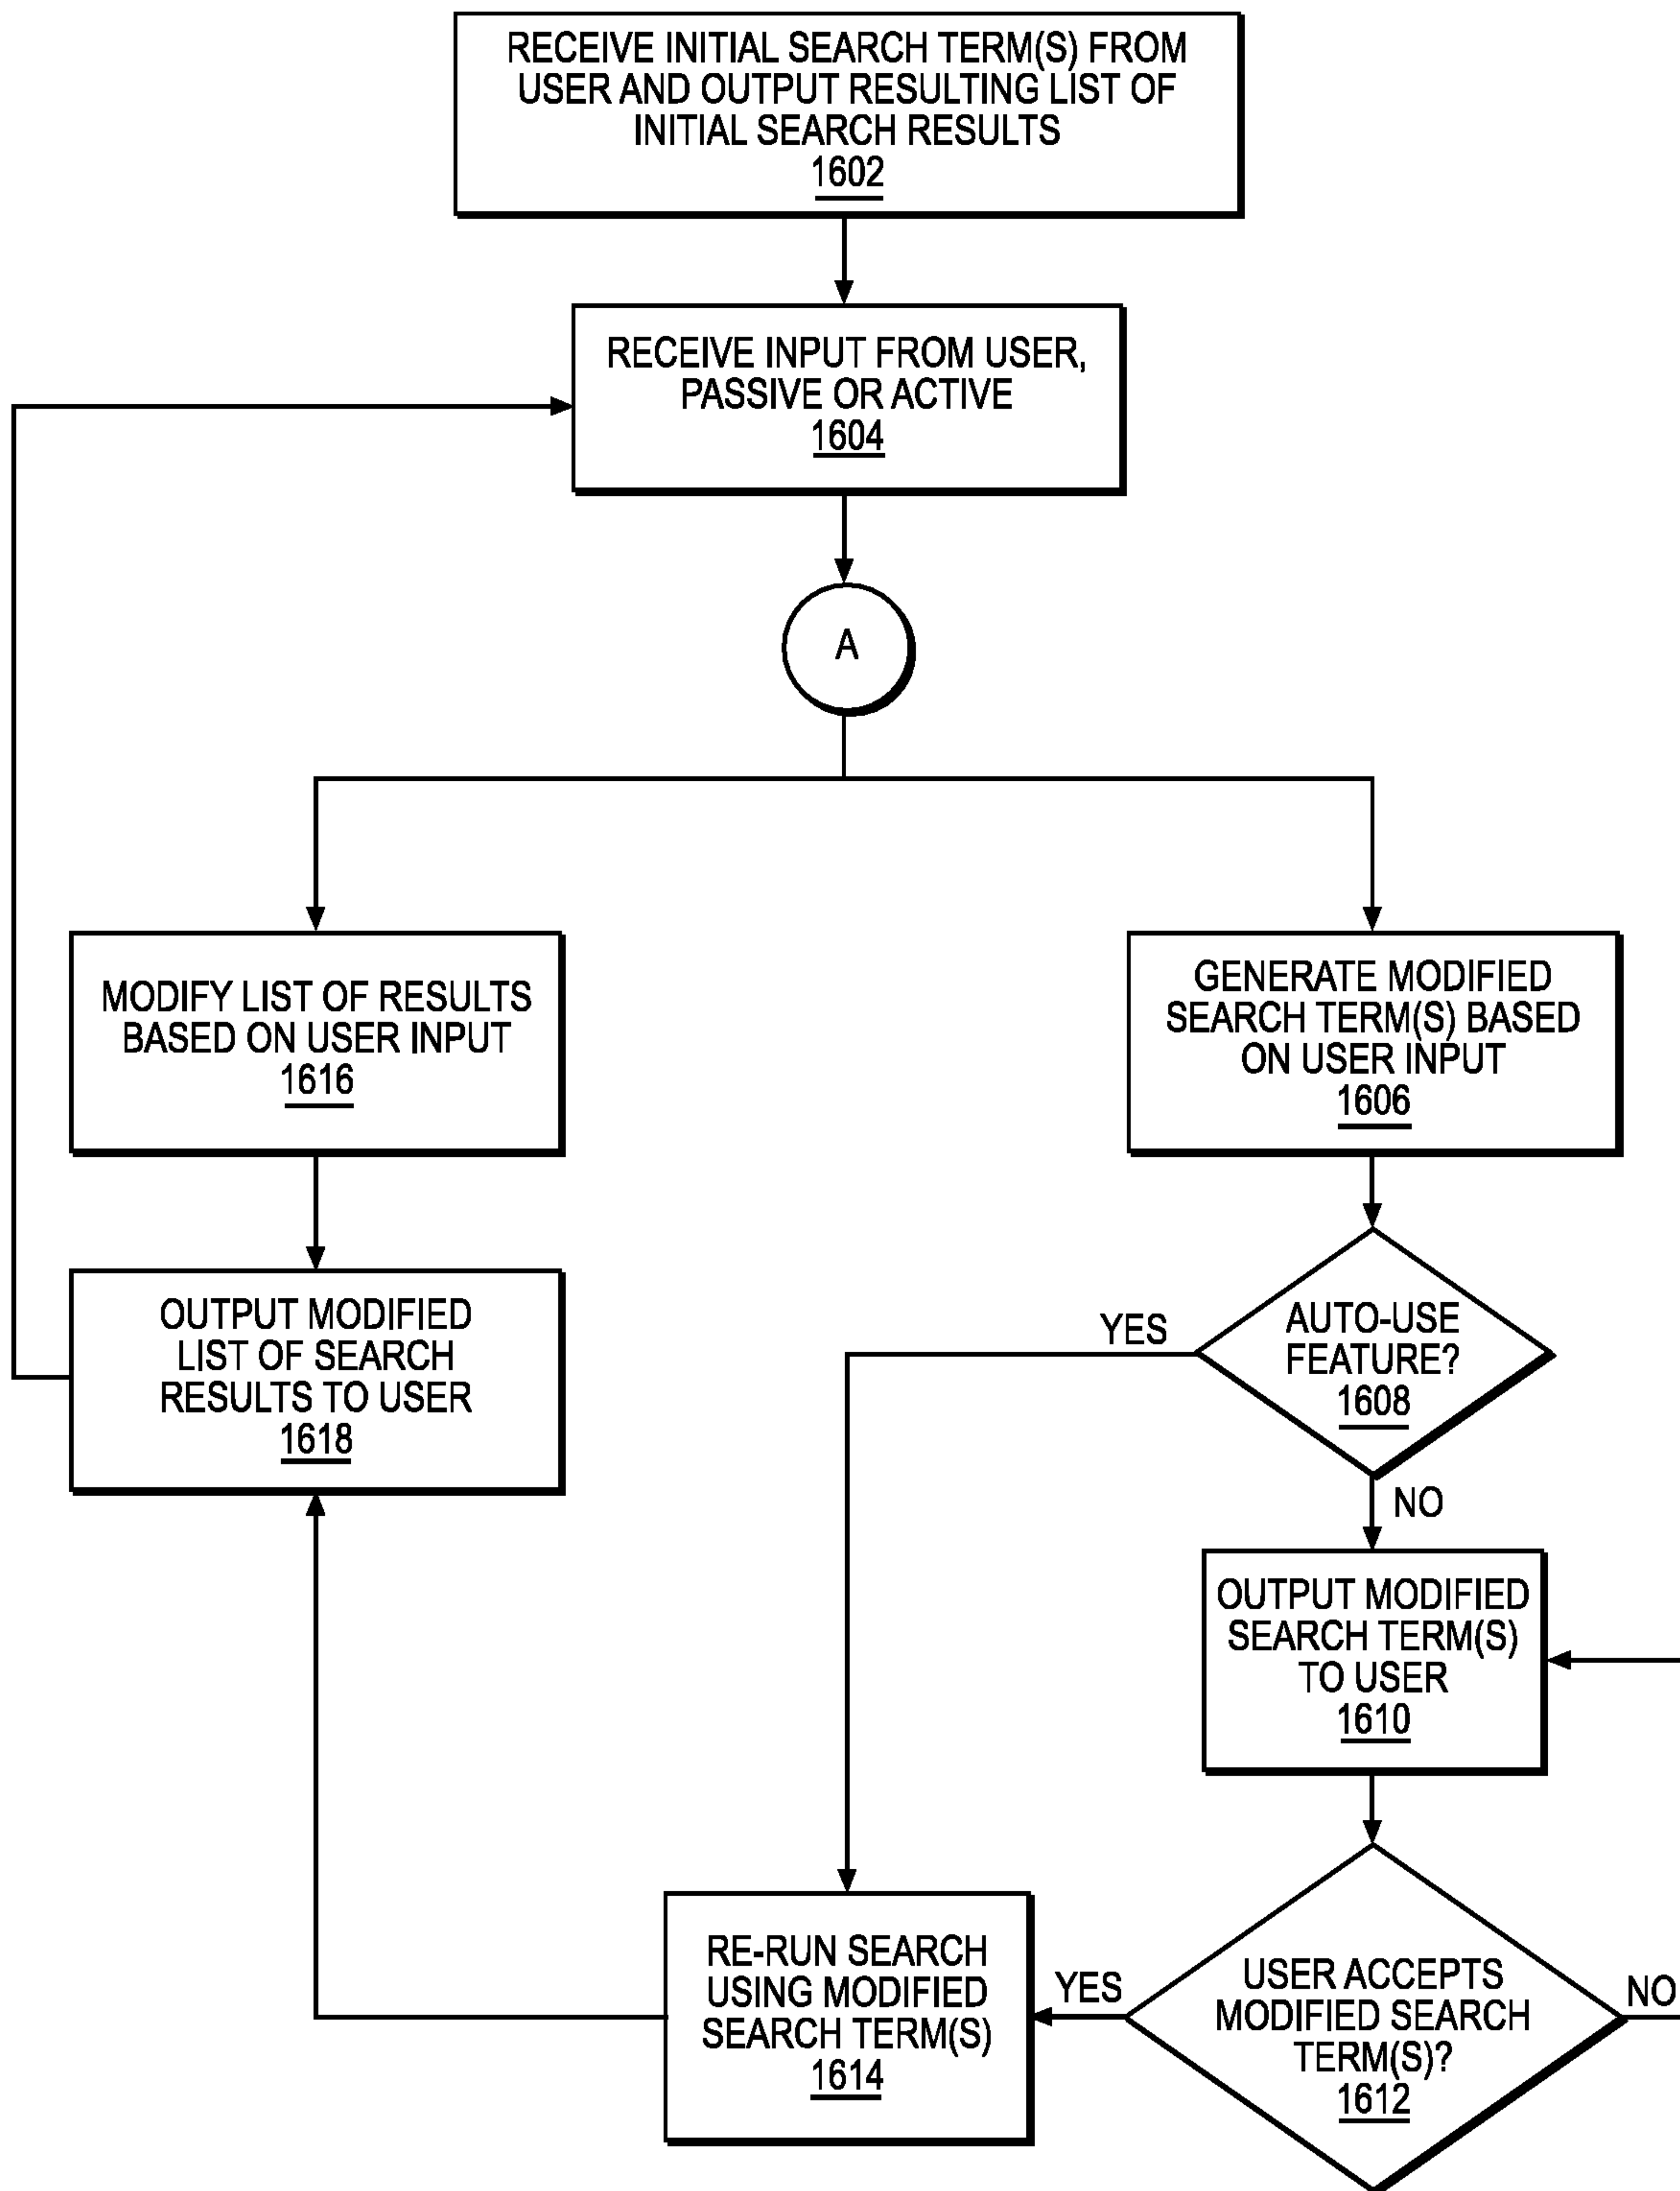 RECEIVE INITIAL SEARCH TERM(S) FROM
USER AND OUTPUT RESULTING LIST OF
INITIAL SEARCH RESULTS
1602
RECEIVE INPUT FROM USER,
PASSIVE OR ACTIVE
1604
A
MODIFY LIST OF RESULTS
BASED ON USER INPUT
1616
GENERATE MODIFIED
SEARCH TERM(S) BASED
ON USER INPUT
1606
OUTPUT MODIFIED
LIST OF SEARCH
RESULTS TO USER
1618
YES
AUTO-USE
FEATURE?
1608
NO
OUTPUT MODIFIED
SEARCH TERM(S)
TO USER
1610
RE-RUN SEARCH
USING MODIFIED
SEARCH TERM(S)
1614
YES
USER ACCEPTS
MODIFIED SEARCH
TERM(S)?
1612
NO